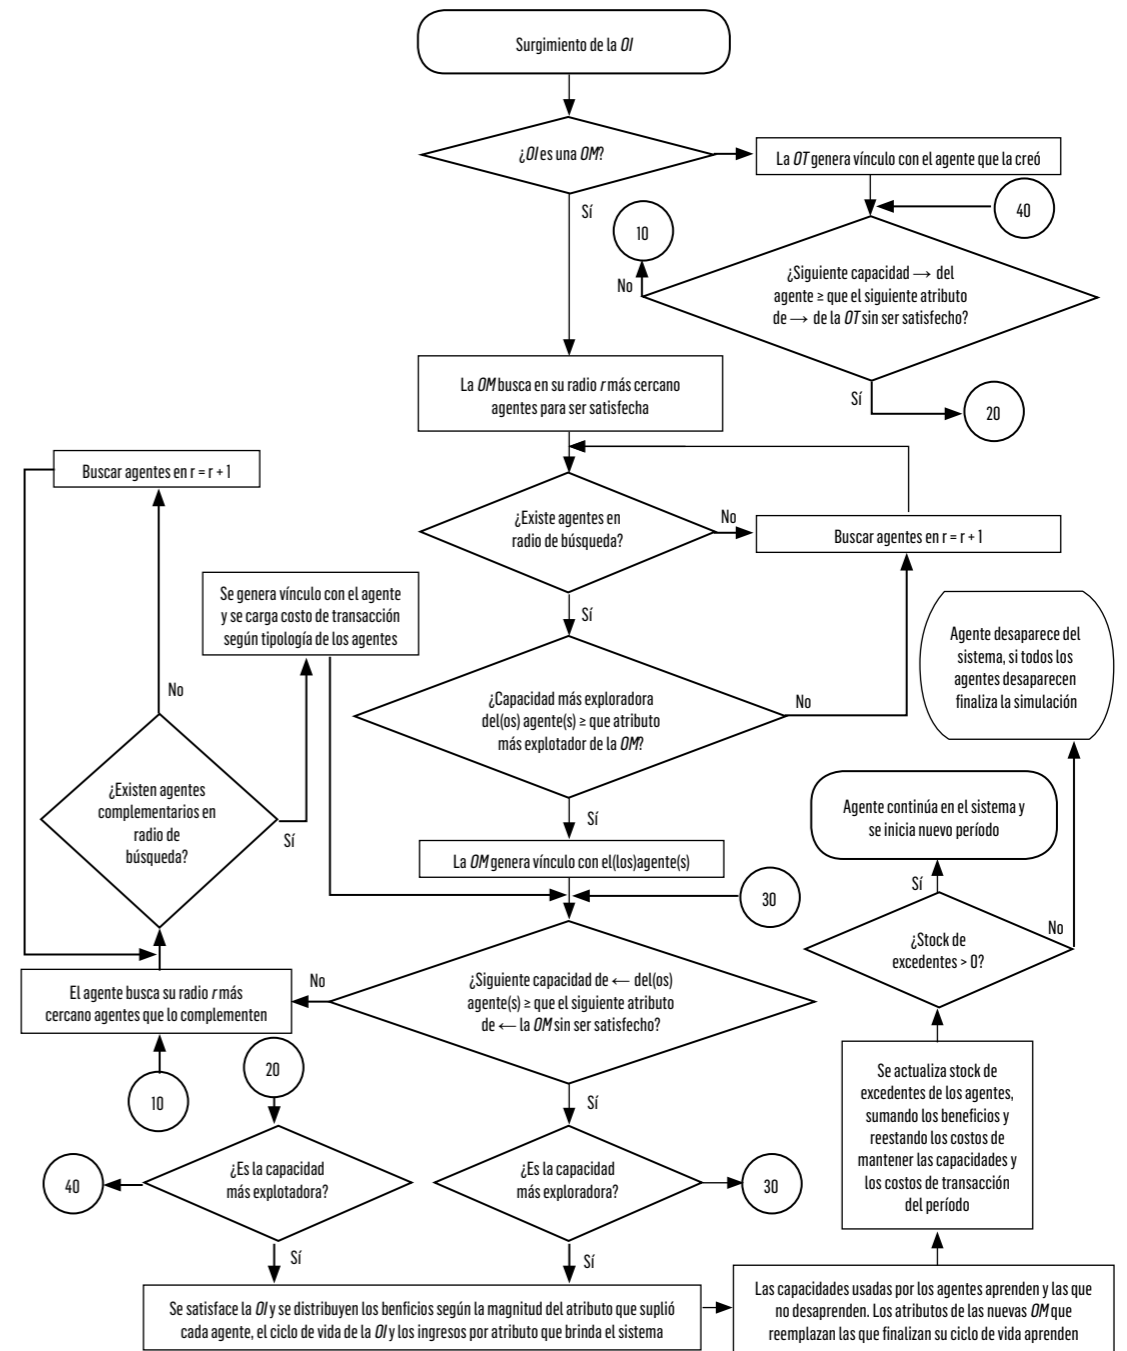 Surgimiento de la OI
¿OI es una OM?
La OT genera vínculo con el agente que la creó
Sí
40
10
¿Siguiente capacidad → del
agente ≥ que el siguiente atributo
de → de la OT sin ser satisfecho?
No
Sí
20
La OM busca en su radio r más cercano
agentes para ser satisfecha
Buscar agentes en r = r + 1
¿Existe agentes en
radio de búsqueda?
No
Buscar agentes en r = r + 1
Sí
Se genera vínculo con el agente
y se carga costo de transacción
según tipología de los agentes
Agente desaparece del
sistema, si todos los
agentes desaparecen
finaliza la simulación
No
¿Capacidad más exploradora
del(os) agente(s) ≥ que atributo
más explotador de la OM?
No
¿Existen agentes
complementarios en
radio de
búsqueda?
Sí
Sí
Agente continúa en el sistema y
se inicia nuevo período
La OM genera vínculo con el(los)agente(s)
30
Sí
No
¿Stock de
excedentes > 0?
El agente busca su radio r más
cercano agentes que lo complementen
No
¿Siguiente capacidad de ← del(os)
agente(s) ≥ que el siguiente atributo
de ← la OM sin ser satisfecho?
Sí
10
20
Se actualiza stock de
excedentes de los agentes,
sumando los beneficios y
reestando los costos de
mantener las capacidades y
los costos de transacción
del período
40
¿Es la capacidad
más explotadora?
¿Es la capacidad
más exploradora?
30
Sí
Sí
Se satisface la OI y se distribuyen los benficios según la magnitud del atributo que suplió
cada agente, el ciclo de vida de la OI y los ingresos por atributo que brinda el sistema
Las capacidades usadas por los agentes aprenden y las que
no desaprenden. Los atributos de las nuevas OM que
reemplazan las que finalizan su ciclo de vida aprenden